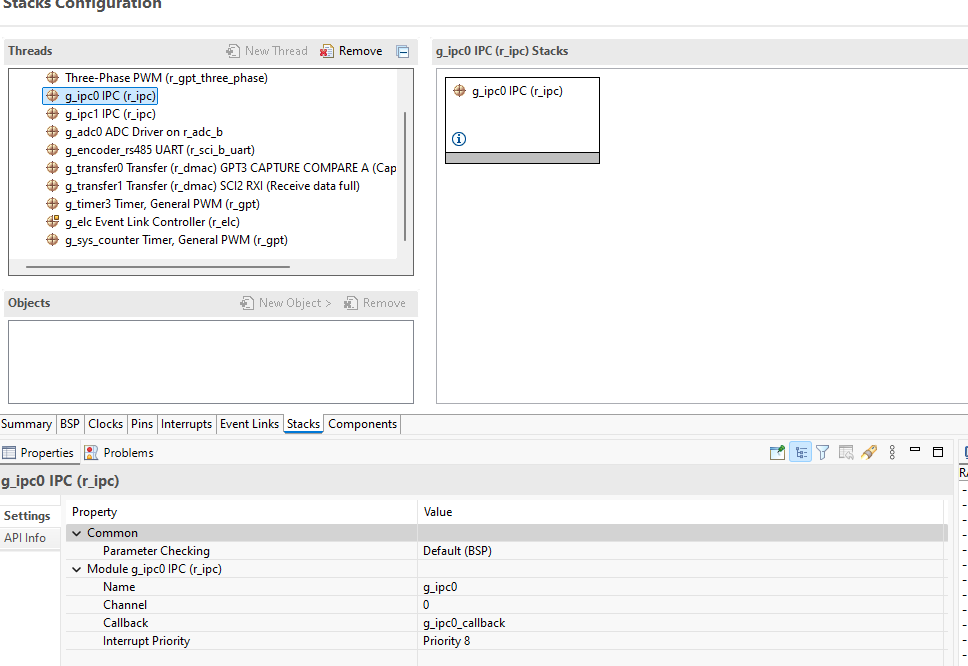 Stacks Configuration
Threads
New Thread
Remove
g_ipc0 IPC (r_ipc) Stacks
Three-Phase PWM (r_gpt_three_phase)
g_ipc0 IPC (r_ipc)
g_ipc1 IPC (r_ipc)
g_adc0 ADC Driver on r_adc_b
g_encoder_rs485 UART (r_sci_b_uart)
g_transfer0 Transfer (r_dmac) GPT3 CAPTURE COMPARE A (Cap
g_transfer1 Transfer (r_dmac) SCI2 RXI (Receive data full)
g_timer3 Timer, General PWM (r_gpt)
g_elc Event Link Controller (r_elc)
g_sys_counter Timer, General PWM (r_gpt)
g_ipc0 IPC (r_ipc)
Objects
New Object >
Remove
Summary BSP Clocks Pins Interrupts Event Links Stacks Components
Properties Problems
g_ipc0 IPC (r_ipc)
Settings
API Info
Property Value
Common
Parameter Checking Default (BSP)
Module g_ipc0 IPC (r_ipc)
Name g_ipc0
Channel 0
Callback g_ipc0_callback
Interrupt Priority Priority 8